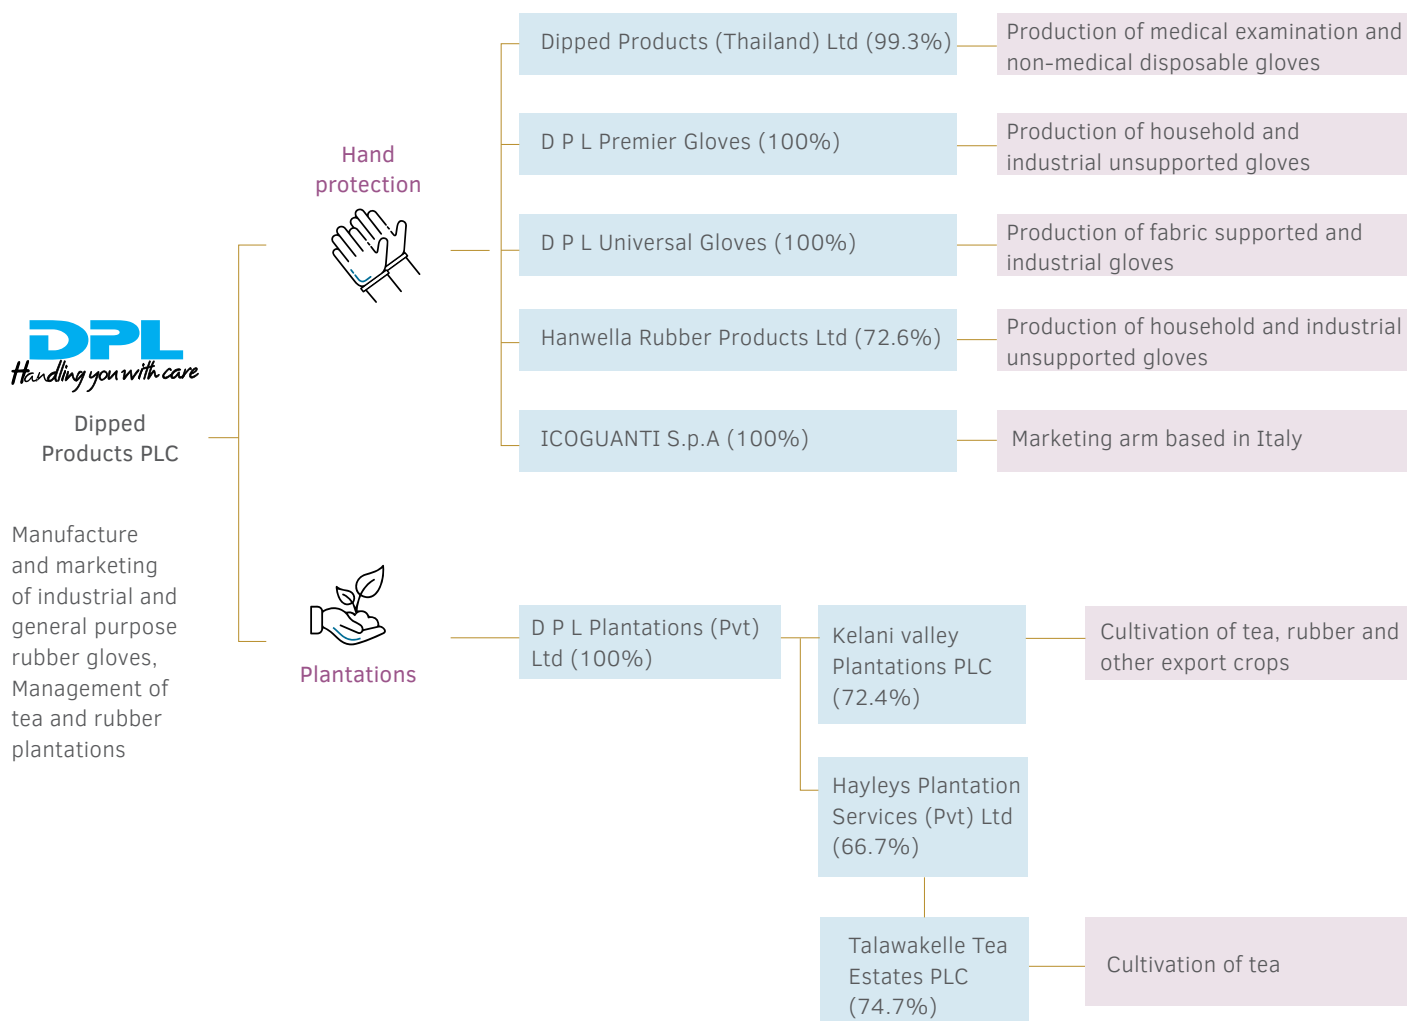 DPL
Handling you with care
Dipped
Products PLC
Manufacture
and marketing
of industrial and
general purpose
rubber gloves,
Management of
tea and rubber
plantations
Hand
protection
Dipped Products (Thailand) Ltd (99.3%)
Production of medical examination and
non-medical disposable gloves
D P L Premier Gloves (100%)
Production of household and
industrial unsupported gloves
D P L Universal Gloves (100%)
Production of fabric supported and
industrial gloves
Hanwella Rubber Products Ltd (72.6%)
Production of household and industrial
unsupported gloves
ICOGUANTI S.p.A (100%)
Marketing arm based in Italy
Plantations
D P L Plantations (Pvt)
Ltd (100%)
Kelani valley
Plantations PLC
(72.4%)
Cultivation of tea, rubber and
other export crops
Hayleys Plantation
Services (Pvt) Ltd
(66.7%)
Talawakelle Tea
Estates PLC
(74.7%)
Cultivation of tea